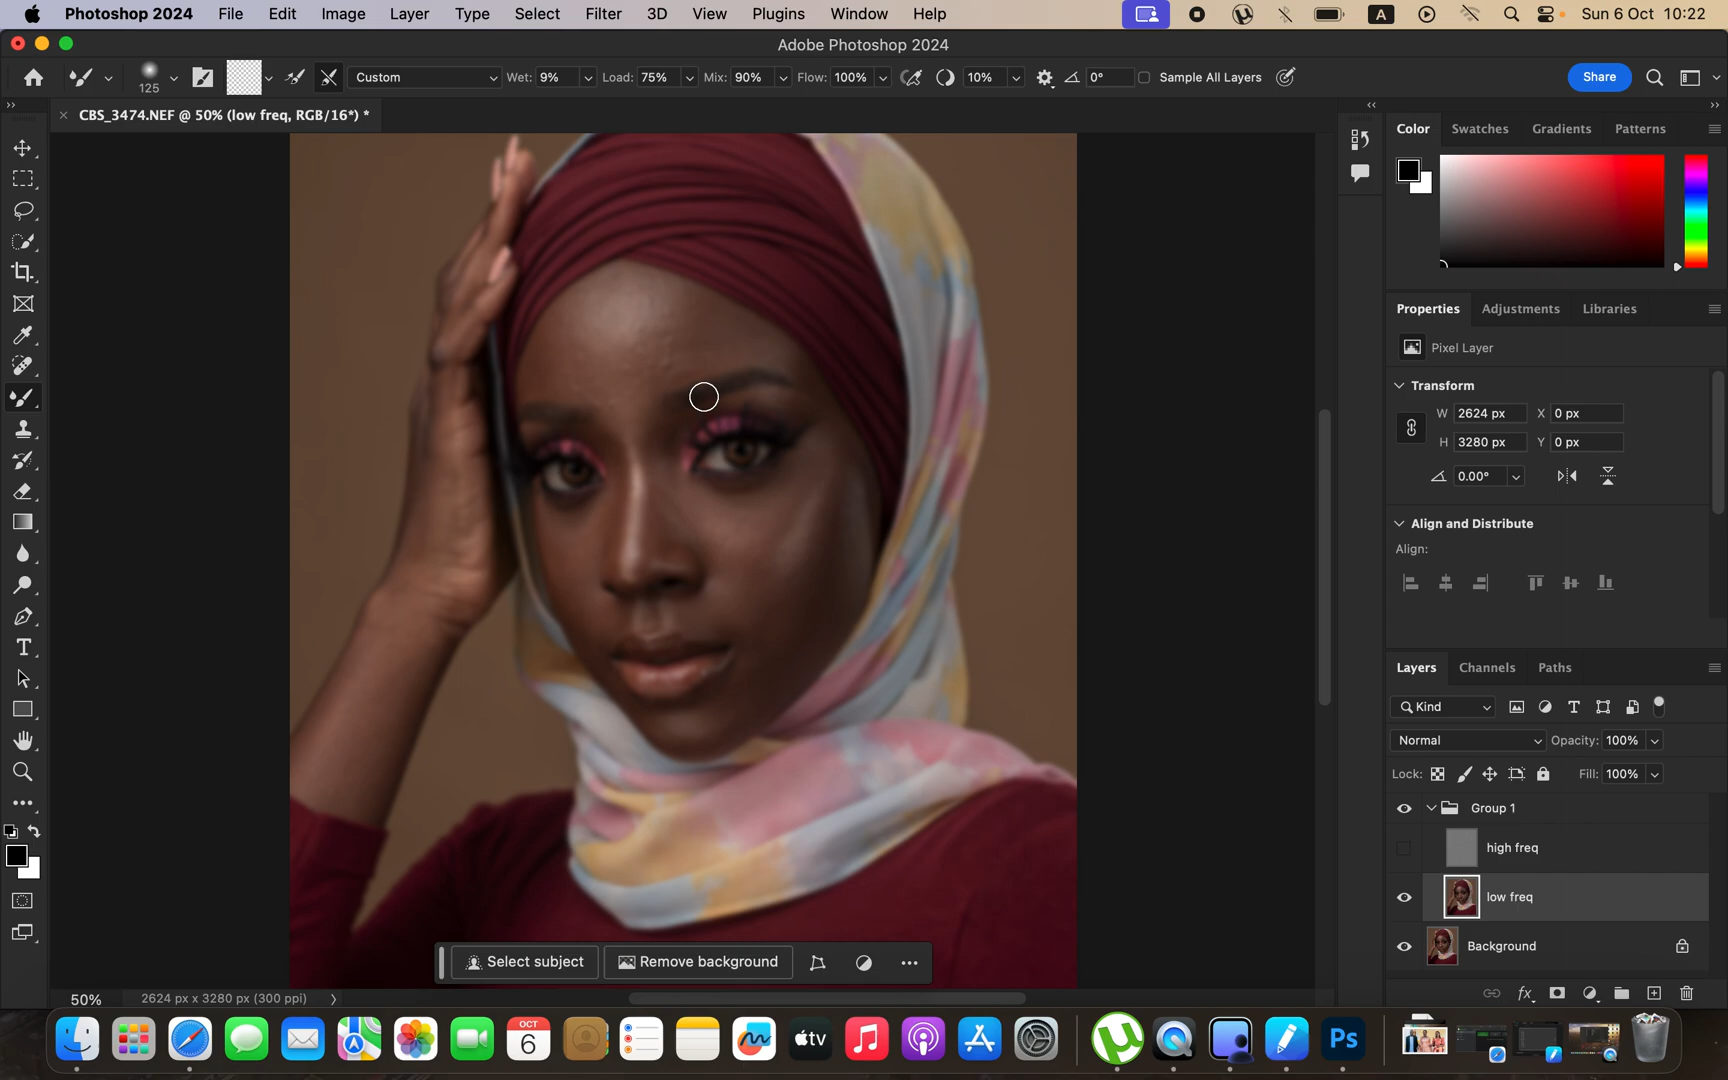 Photoshop 2024 File Edit Image Layer Type Select Filter 3D View Plugins Window Help A Sun 6 Oct 10:22
Adobe Photoshop 2024
125 Custom Wet: 9% Load: 75% Mix: 90% Flow: 100% 10% 0° Sample All Layers Share
CBS_3474.NEF @ 50% (low freq, RGB/16*) *
Color Swatches Gradients Patterns
Properties Adjustments Libraries
Pixel Layer
Transform
W 2624 px X 0 px
H 3280 px Y 0 px
0.00°
Align and Distribute
Align:
Layers Channels Paths
Kind
Normal Opacity: 100%
Lock: Fill: 100%
Group 1
high freq
low freq
Background
Select subject Remove background
50% 2624 px x 3280 px (300 ppi)
OCT
6
tv
Ps